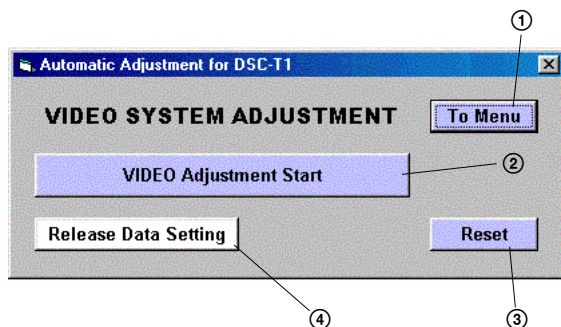 ①
Automatic Adjustment for DSC-T1
VIDEO SYSTEM ADJUSTMENT
To Menu
VIDEO Adjustment Start
②
Release Data Setting
Reset
④
③